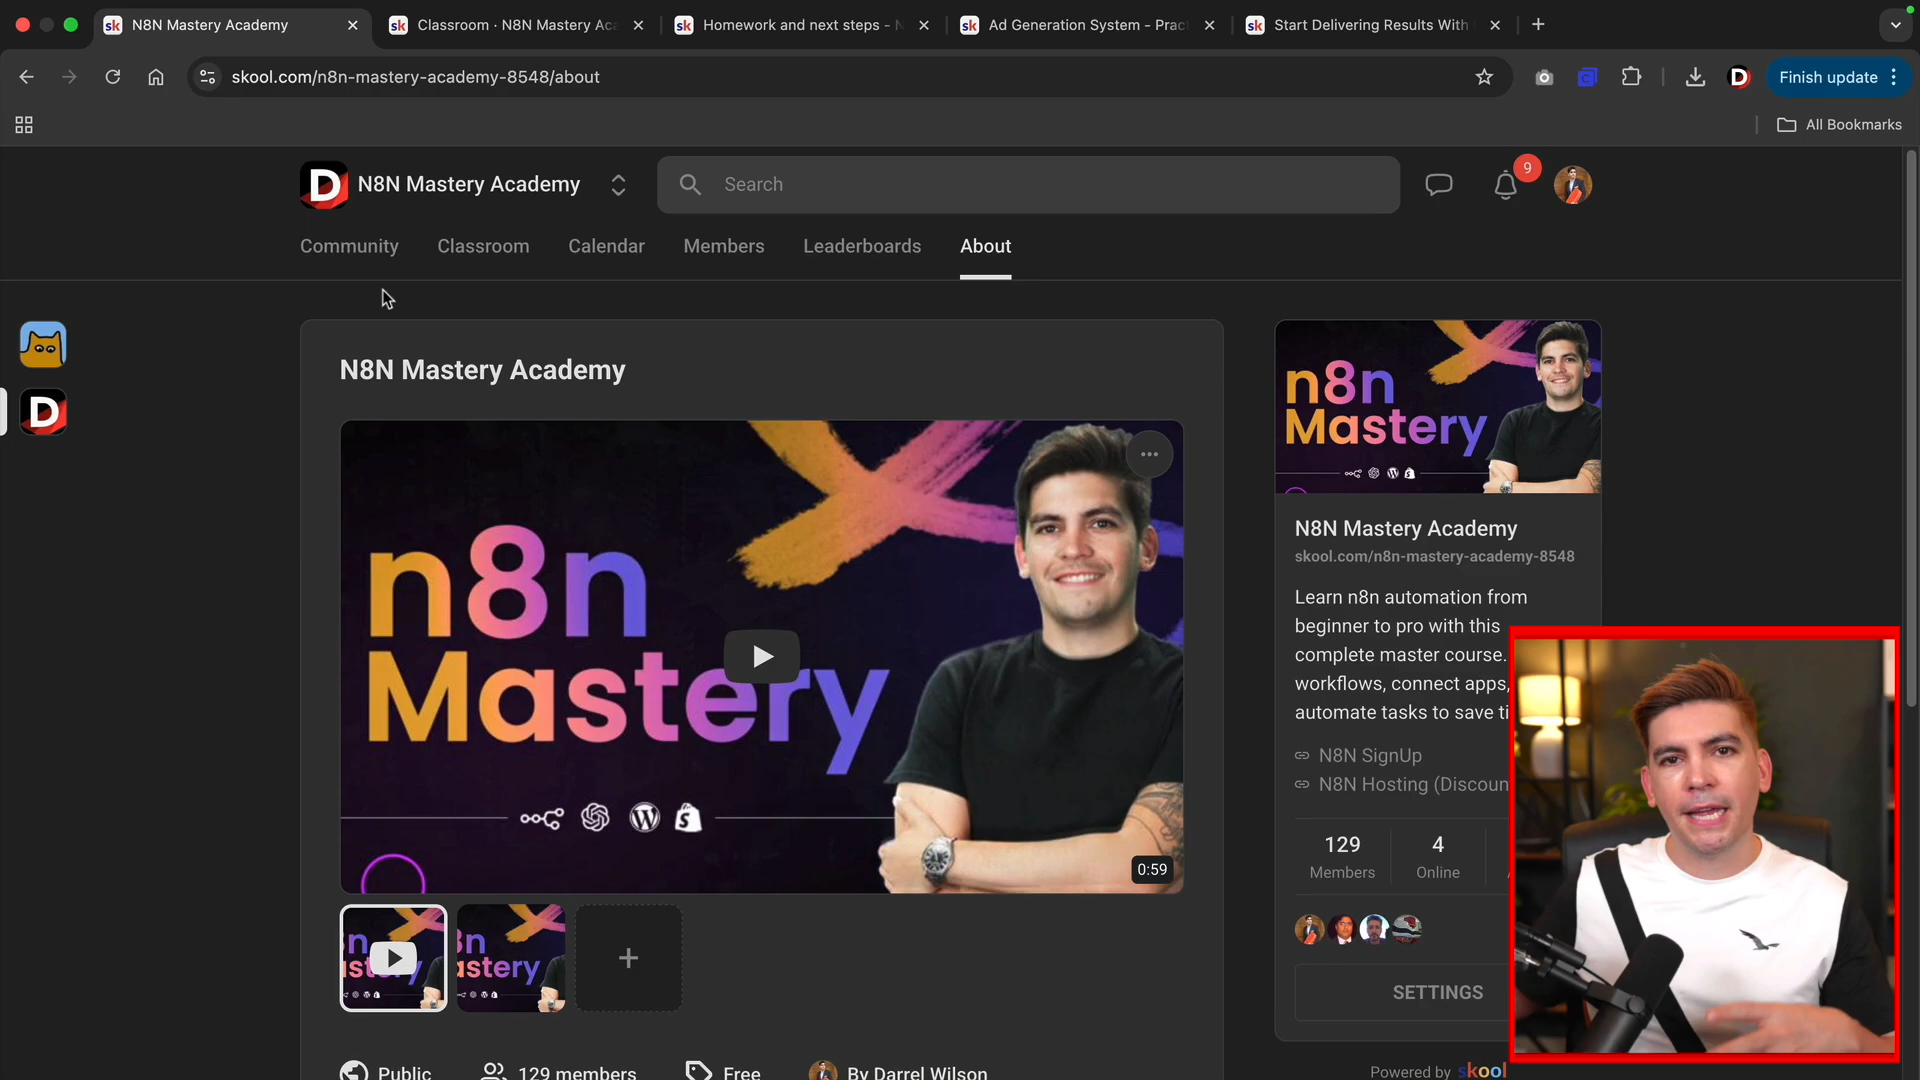 N8N Mastery Academy
Classroom · N8N Mastery Ac
Homework and next steps -
Ad Generation System - Prac
Start Delivering Results With
skool.com/n8n-mastery-academy-8548/about
Finish update
All Bookmarks
D
N8N Mastery Academy
Search
9
Community
Classroom
Calendar
Members
Leaderboards
About
D
N8N Mastery Academy
n8n
Mastery
0:59
n8n
Mastery
N8N Mastery Academy
skool.com/n8n-mastery-academy-8548
Learn n8n automation from
beginner to pro with this
complete master course.
workflows, connect apps,
automate tasks to save ti
N8N SignUp
N8N Hosting (Discoun
129
Members
4
Online
SETTINGS
Public
129 members
Free
By Darrel Wilson
Powered by skool